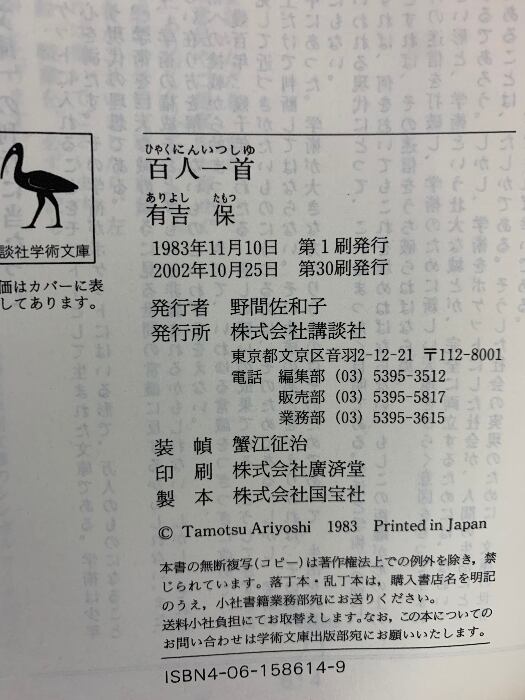 ひゃくにんいつしゆ
百人一首
ありよし たもつ
有吉 保
1983年11月10日 第1刷発行
2002年10月25日 第30刷発行
発行者 野間佐和子
発行所 株式会社講談社
東京都文京区音羽2-12-21 〒112-8001
電話 編集部 (03) 5395-3512
販売部 (03) 5395-5817
業務部 (03) 5395-3615
装 幀 蟹江征治
印 刷 株式会社廣済堂
製 本 株式会社国宝社
© Tamotsu Ariyoshi 1983 Printed in Japan
本書の無断複写(コピー)は著作権法上での例外を除き,禁
じられています。落丁本・乱丁本は,購入書店名を明記
のうえ,小社書籍業務部宛にお送りください。
送料小社負担にてお取替えします。なお,この本についての
お問い合わせは学術文庫出版部宛にお願いいたします。
ISBN4-06-158614-9
談社学術文庫
価はカバーに表
してあります。